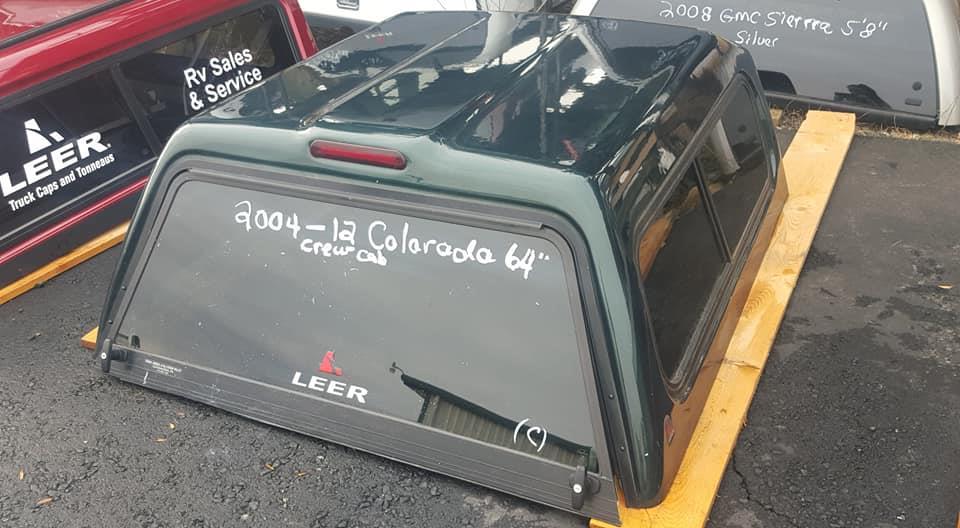 2008 GMC Sierra 5'8"
Silver
Rv Sales
& Service
LEER
Truck Caps and Tonneaus
2004-12 Colarado 64"
crew cab
LEER
(C)